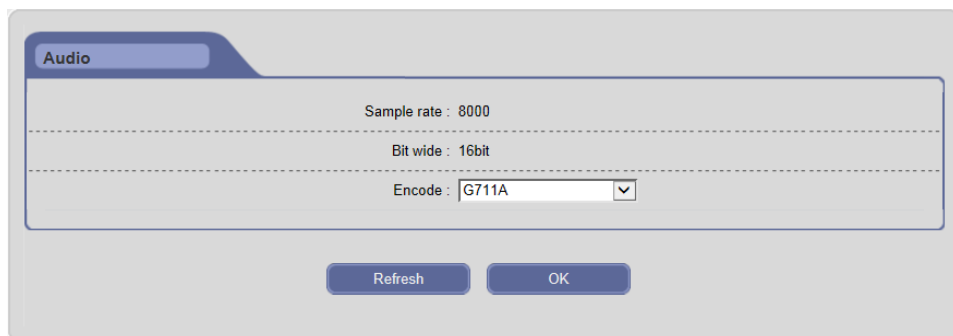 Audio
Sample rate : 8000
Bit wide : 16bit
Encode : G711A
Refresh OK